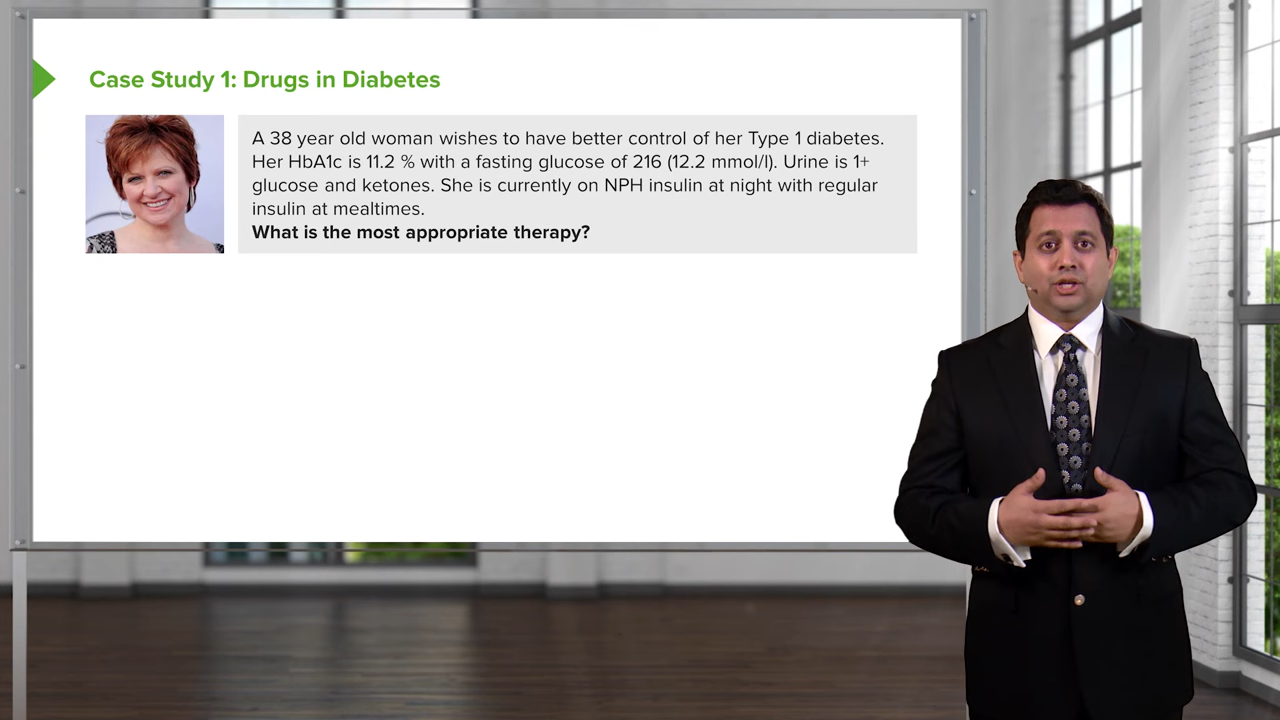 Case Study 1: Drugs in Diabetes
A 38 year old woman wishes to have better control of her Type 1 diabetes.
Her HbA1c is 11.2 % with a fasting glucose of 216 (12.2 mmol/l). Urine is 1+
glucose and ketones. She is currently on NPH insulin at night with regular
insulin at mealtimes.
What is the most appropriate therapy?